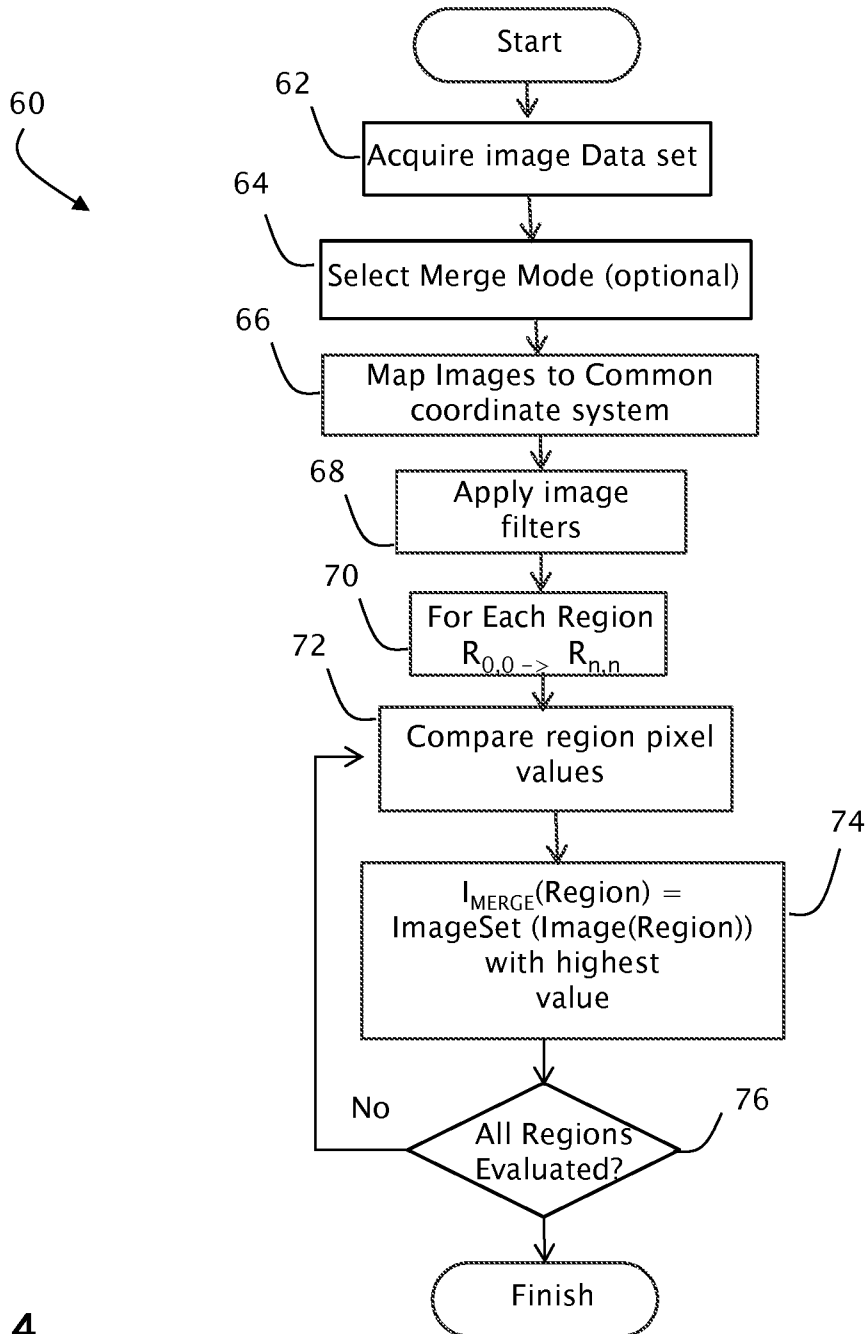 Start
60
62
Acquire image Data set
64
Select Merge Mode (optional)
66
Map Images to Common
coordinate system
68
Apply image
filters
70
For Each Region
R0,0 -> Rn,n
72
Compare region pixel
values
74
IMERGE(Region) =
ImageSet (Image(Region))
with highest
value
No
76
All Regions
Evaluated?
Finish
4